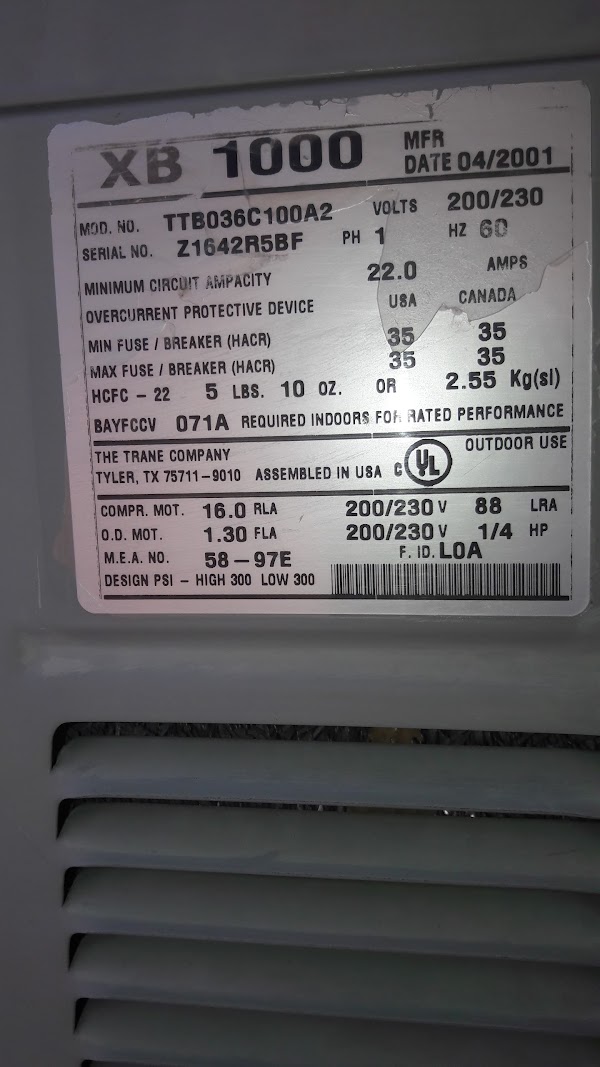 XB 1000 MFR DATE 04/2001
MOD. NO. TTB036C100A2 VOLTS 200/230
SERIAL NO. Z1642R5BF PH 1 HZ 60
MINIMUM CIRCUIT AMPACITY 22.0 AMPS
OVERCURRENT PROTECTIVE DEVICE USA CANADA
MIN FUSE / BREAKER (HACR) 35 35
MAX FUSE / BREAKER (HACR) 35 35
HCFC – 22 5 LBS. 10 OZ. OR 2.55 Kg(sl)
BAYFCCV 071A REQUIRED INDOORS FOR RATED PERFORMANCE
THE TRANE COMPANY OUTDOOR USE
TYLER, TX 75711–9010 ASSEMBLED IN USA C UL
COMPR. MOT. 16.0 RLA 200/230 V 88 LRA
O.D. MOT. 1.30 FLA 200/230 V 1/4 HP
M.E.A. NO. 58–97E F. ID. L0A
DESIGN PSI – HIGH 300 LOW 300